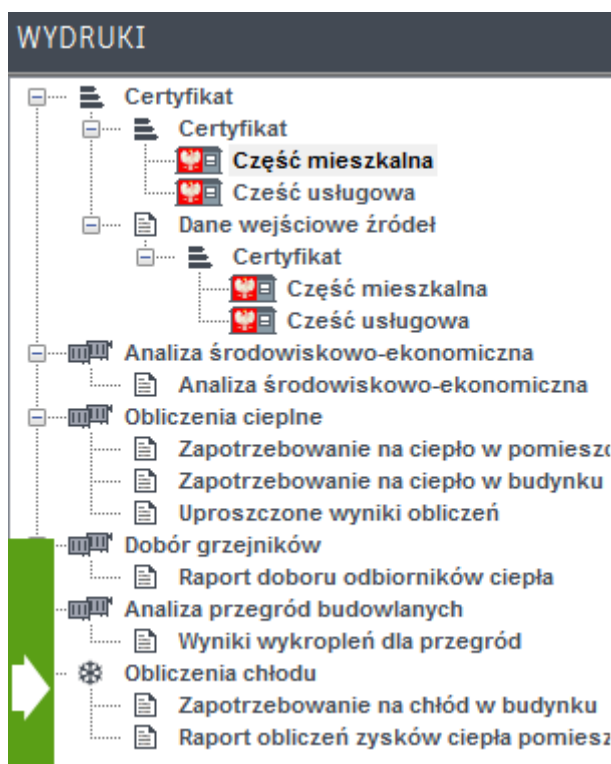 WYDRUKI
Certyfikat
Certyfikat
Część mieszkalna
Cześć usługowa
Dane wejściowe źródeł
Certyfikat
Część mieszkalna
Cześć usługowa
Analiza środowiskowo-ekonomiczna
Analiza środowiskowo-ekonomiczna
Obliczenia cieplne
Zapotrzebowanie na ciepło w
Zapotrzebowanie na ciepło w budynku
Uproszczone wyniki obliczeń
Dobór grzejników
Raport doboru odbiorników ciepła
Analiza przegród budowlanych
Wyniki wykropleń dla przegród
Obliczenia chłodu
Zapotrzebowanie na chłód w budynku
Raport obliczeń zysków ciepła